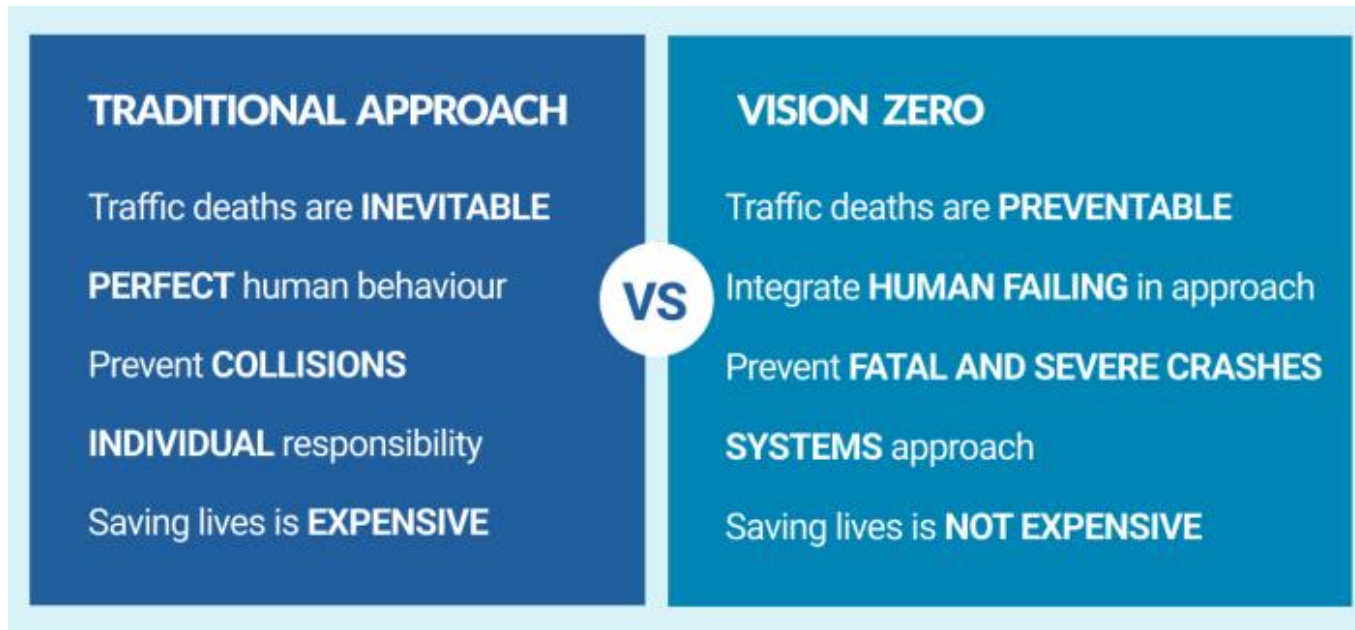 TRADITIONAL APPROACH
Traffic deaths are INEVITABLE
PERFECT human behaviour
Prevent COLLISIONS
INDIVIDUAL responsibility
Saving lives is EXPENSIVE
VS
VISION ZERO
Traffic deaths are PREVENTABLE
Integrate HUMAN FAILING in approach
Prevent FATAL AND SEVERE CRASHES
SYSTEMS approach
Saving lives is NOT EXPENSIVE